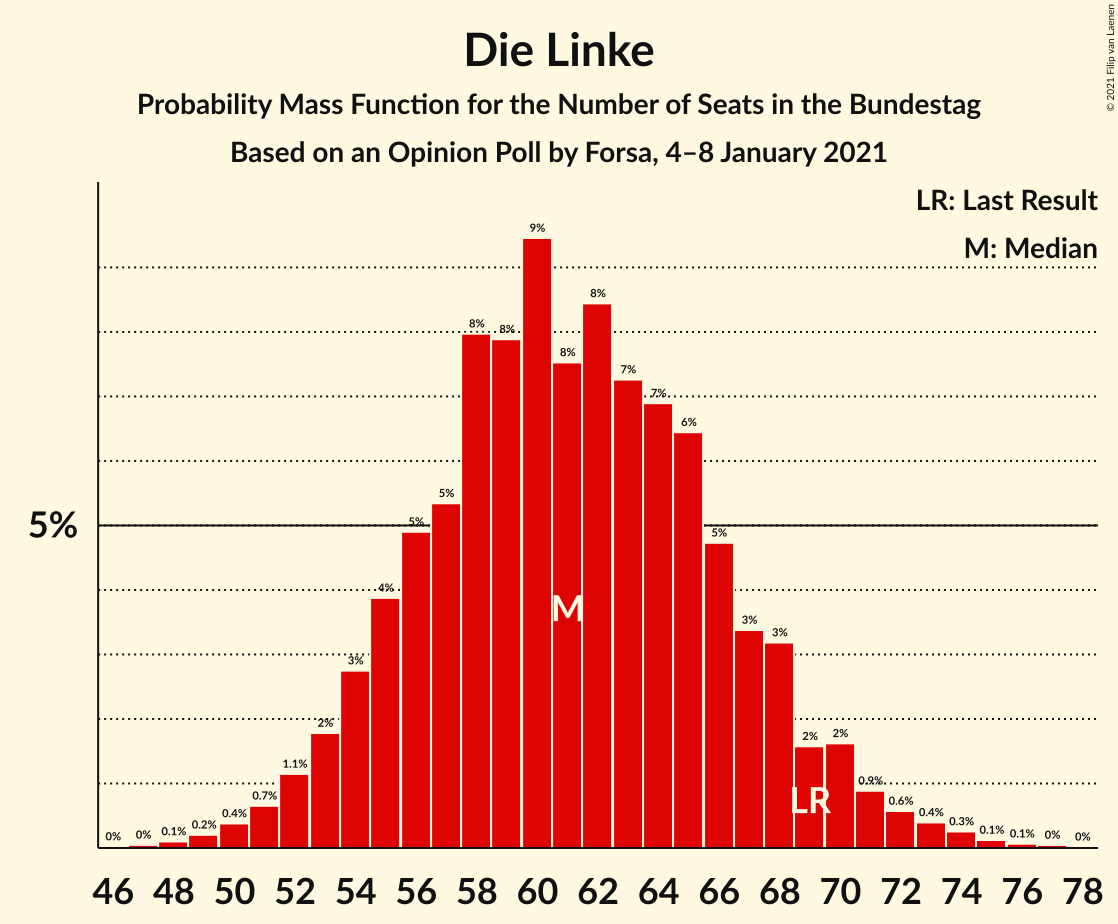 Die Linke
Probability Mass Function for the Number of Seats in the Bundestag
Based on an Opinion Poll by Forsa, 4–8 January 2021
© 2021 Filip van Laenen
LR: Last Result
M: Median
5%
0% 0% 0.1% 0.2% 0.4% 0.7% 1.1% 2% 3% 4% 5% 5% 8% 8% 9% 8% 8% 7% 7% 6% 5% 3% 3% 2% 2% 0.9% 0.6% 0.4% 0.3% 0.1% 0.1% 0% 0%
M
LR
46 48 50 52 54 56 58 60 62 64 66 68 70 72 74 76 78